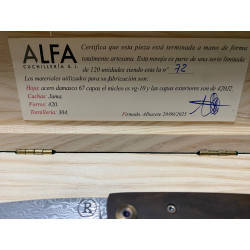 ALFA
CUCHILLERÍA S. L.
Certifica que esta pieza está terminada a mano de forma
totalmente artesana. Esta navaja es parte de una serie limitada
de 120 unidades siendo esta la nº 72
Los materiales utilizados para su fabricación son:
Hoja: acero damasco 67 capas el núcleo es vg-10 y las capas exteriores son de 420J2.
Cachas: Juma.
Forros: 420.
Tornillería: 304.
Firmado, Albacete 20/09/2023
R